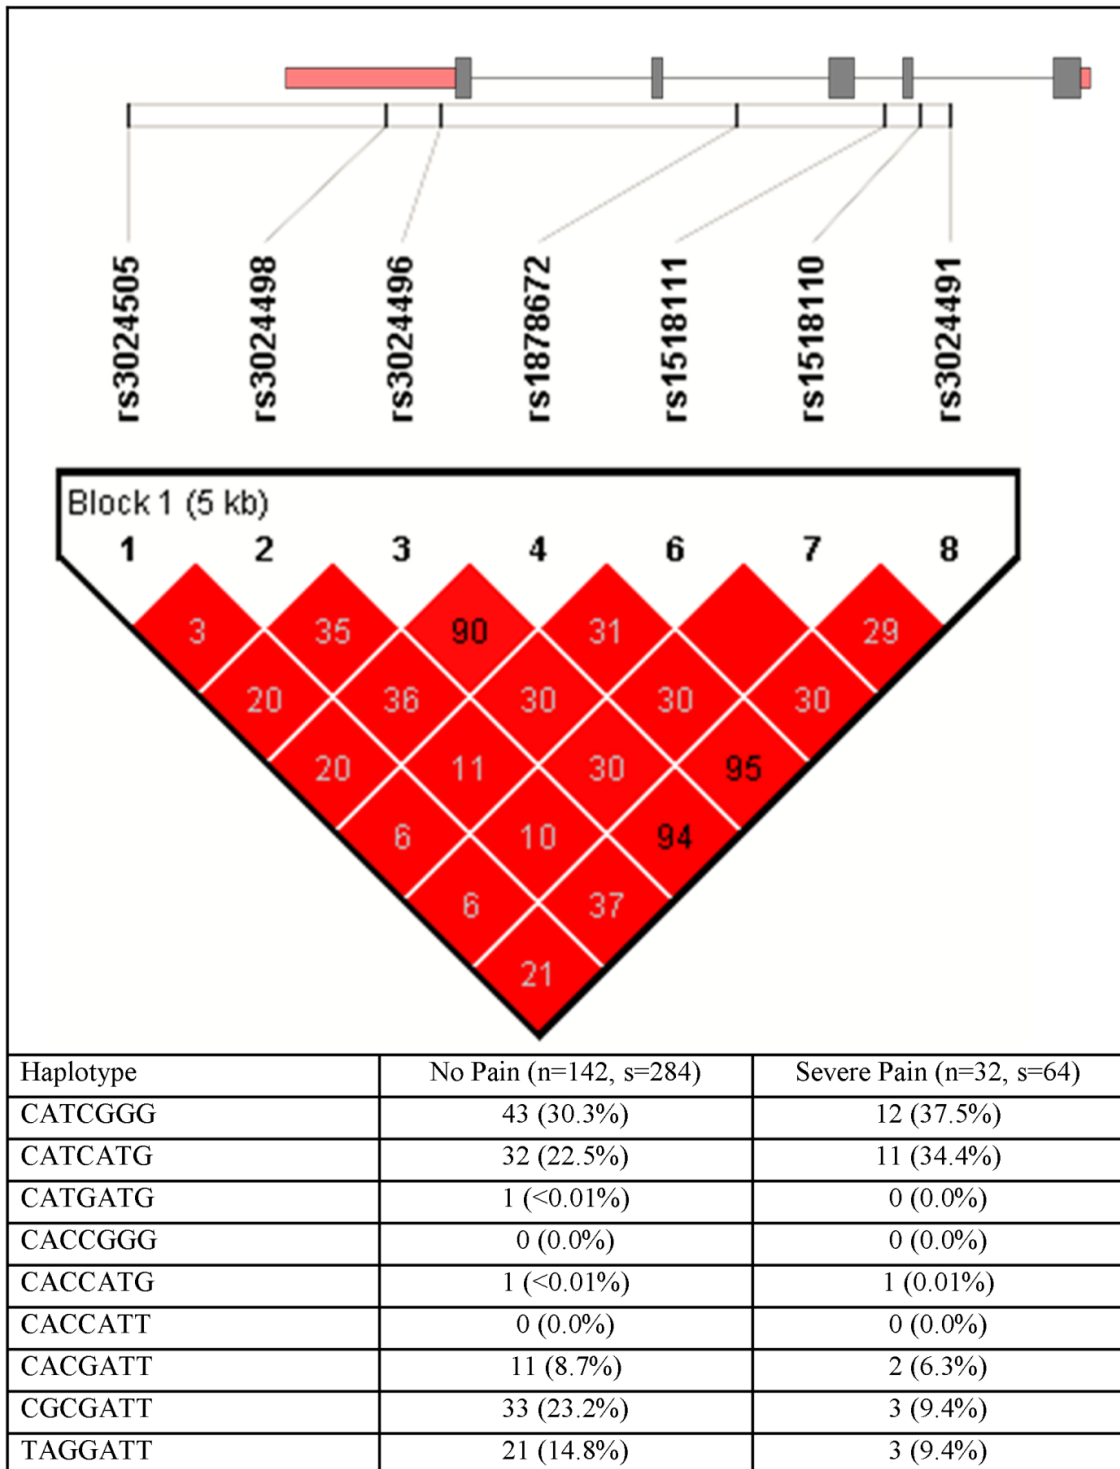 rs3024505 rs3024498 rs3024496 rs1878672 rs1518111 rs1518110 rs3024491
Block 1 (5 kb)
1 2 3 4 6 7 8
3 35 90 31 29
20 36 30 30 30
20 11 30 95
6 10 94
6 37
21
Haplotype No Pain (n=142, s=284) Severe Pain (n=32, s=64)
CATCGGG 43 (30.3%) 12 (37.5%)
CATCATG 32 (22.5%) 11 (34.4%)
CATGATG 1 (<0.01%) 0 (0.0%)
CACCGGG 0 (0.0%) 0 (0.0%)
CACCATG 1 (<0.01%) 1 (0.01%)
CACCATT 0 (0.0%) 0 (0.0%)
CACGATT 11 (8.7%) 2 (6.3%)
CGCGATT 33 (23.2%) 3 (9.4%)
TAGGATT 21 (14.8%) 3 (9.4%)